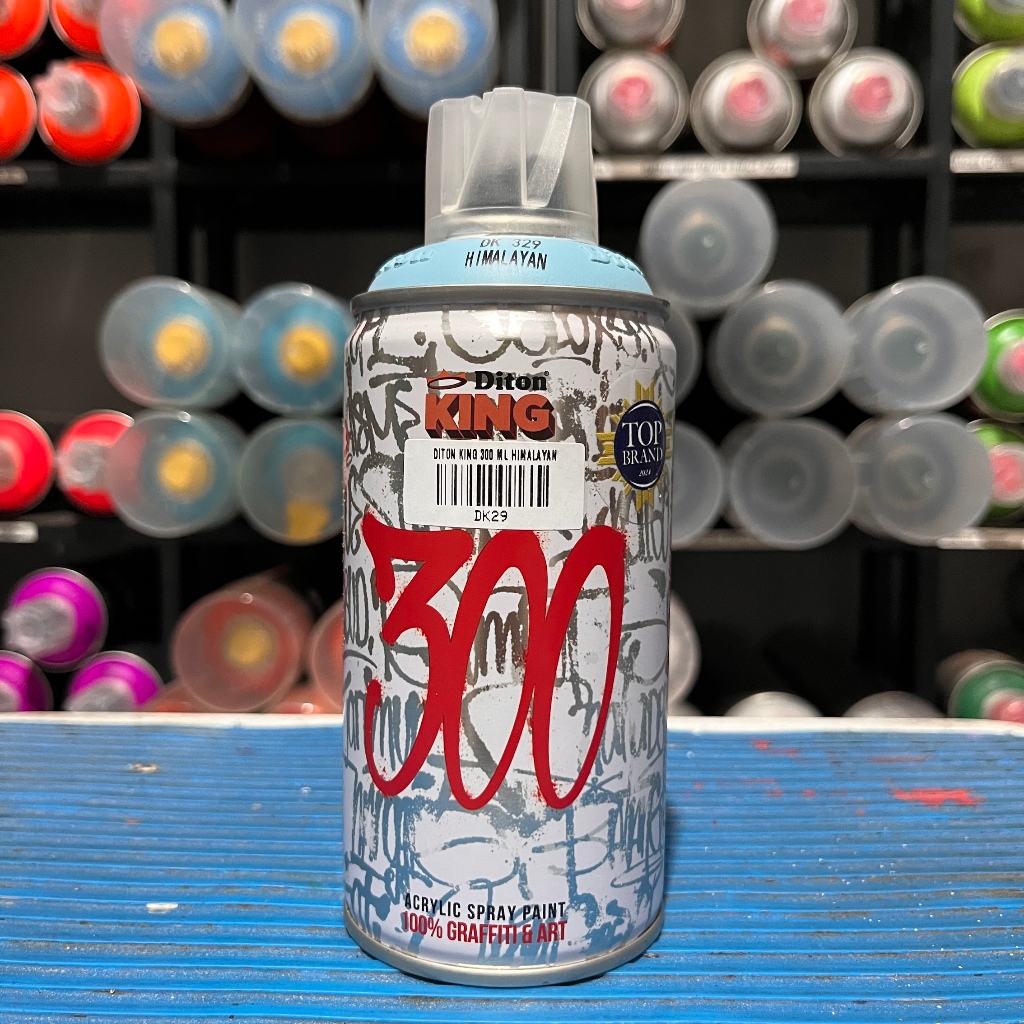 DK 329
HIMALAYAN
Diton
KING
TOP
BRAND
2024
DITON KING 300 ML HIMALAYAN
DK29
300
ACRYLIC SPRAY PAINT
100% GRAFFITI & ART